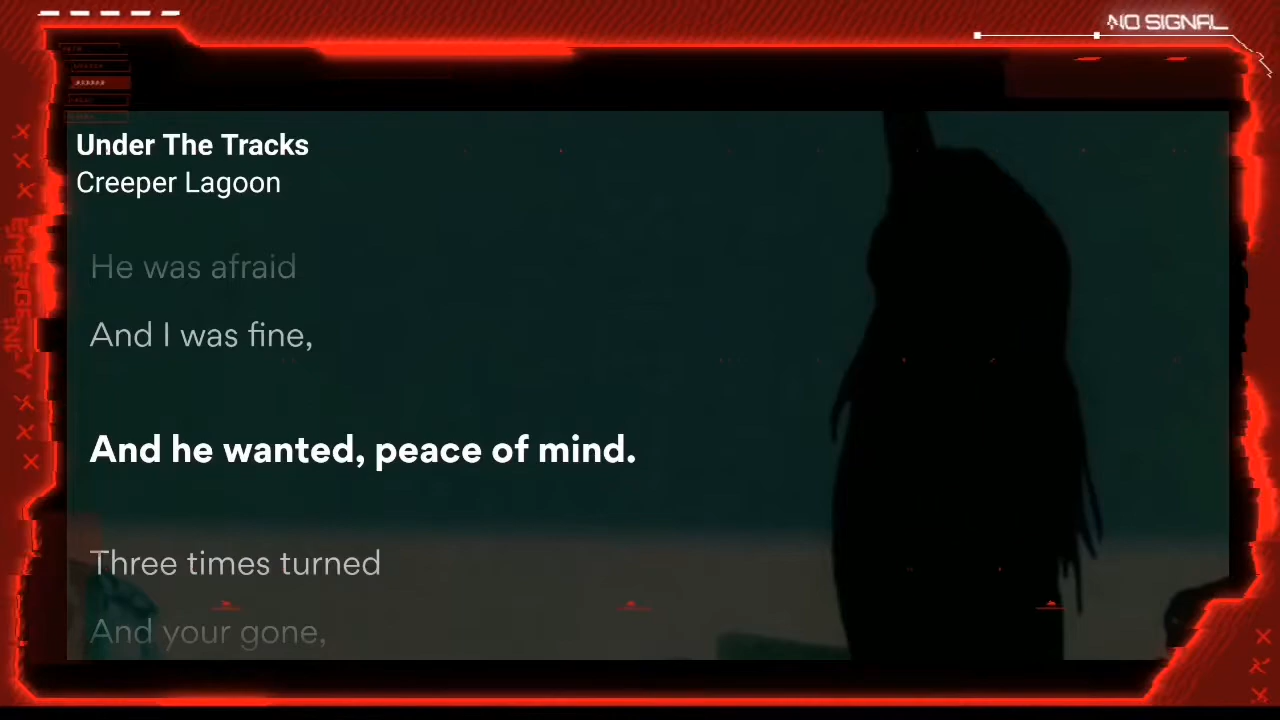 NO SIGNAL
Under The Tracks
Creeper Lagoon
He was afraid
And I was fine,
And he wanted, peace of mind.
Three times turned
And your gone,
EMERGENCY